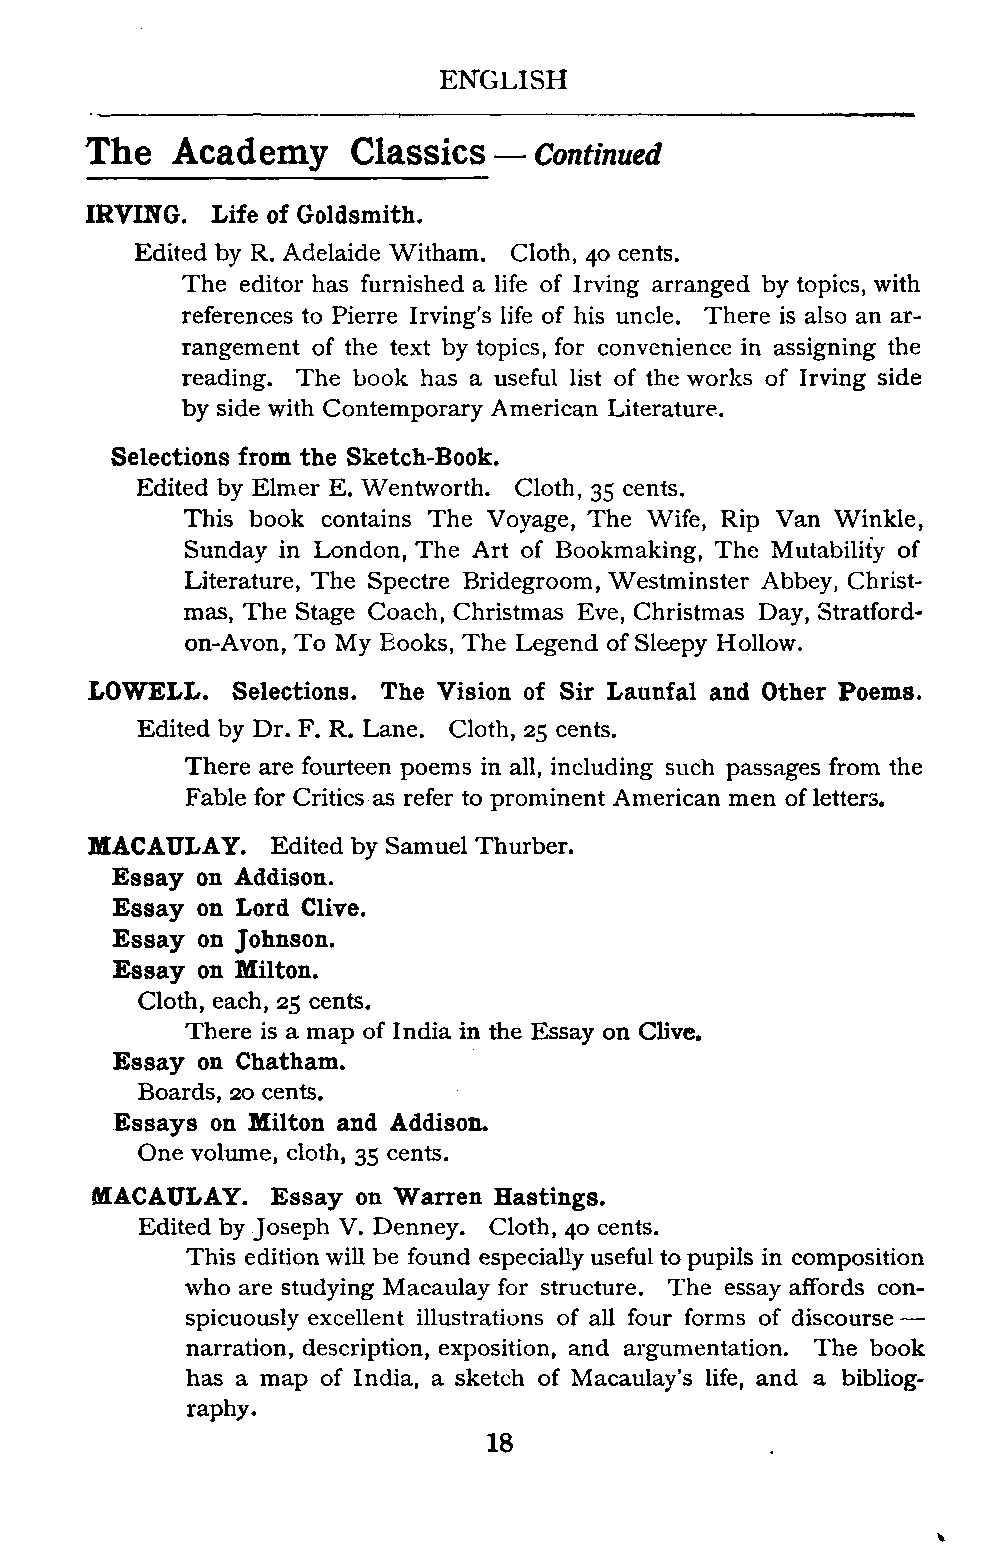 ENGLISH
The Academy Classics — Continued
IRVING. Life of Goldsmith.
Edited by R. Adelaide Witham. Cloth, 40 cents.
The editor has furnished a life of Irving arranged by topics, with
references to Pierre Irving's life of his uncle. There is also an ar-
rangement of the text by topics, for convenience in assigning the
reading. The book has a useful list of the works of Irving side
by side with Contemporary American Literature.
Selections from the Sketch-Book.
Edited by Elmer E. Wentworth. Cloth, 35 cents.
This book contains The Voyage, The Wife, Rip Van Winkle,
Sunday in London, The Art of Bookmaking, The Mutability of
Literature, The Spectre Bridegroom, Westminster Abbey, Christ-
mas, The Stage Coach, Christmas Eve, Christmas Day, Stratford-
on-Avon, To My Books, The Legend of Sleepy Hollow.
LOWELL. Selections. The Vision of Sir Launfal and Other Poems.
Edited by Dr. F. R. Lane. Cloth, 25 cents.
There are fourteen poems in all, including such passages from the
Fable for Critics as refer to prominent American men of letters.
MACAULAY. Edited by Samuel Thurber.
Essay on Addison.
Essay on Lord Clive.
Essay on Johnson.
Essay on Milton.
Cloth, each, 25 cents.
There is a map of India in the Essay on Clive.
Essay on Chatham.
Boards, 20 cents.
Essays on Milton and Addison.
One volume, cloth, 35 cents.
MACAULAY. Essay on Warren Hastings.
Edited by Joseph V. Denney. Cloth, 40 cents.
This edition will be found especially useful to pupils in composition
who are studying Macaulay for structure. The essay affords con-
spicuously excellent illustrations of all four forms of discourse —
narration, description, exposition, and argumentation. The book
has a map of India, a sketch of Macaulay's life, and a bibliog-
raphy.
18